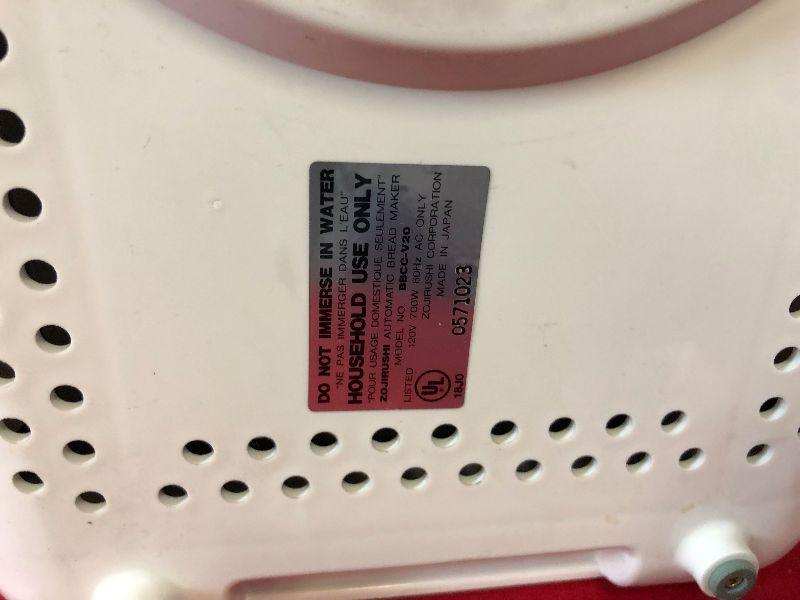 DO NOT IMMERSE IN WATER
"NE PAS IMMERGER DANS L'EAU"
HOUSEHOLD USE ONLY
"POUR USAGE DOMESTIQUE SEULEMENT"
ZOJIRUSHI AUTOMATIC BREAD MAKER
MODEL NO. BBCC-V20
LISTED 120V 700W 60Hz AC ONLY
UL ZOJIRUSHI CORPORATION
MADE IN JAPAN
18J0 0571023